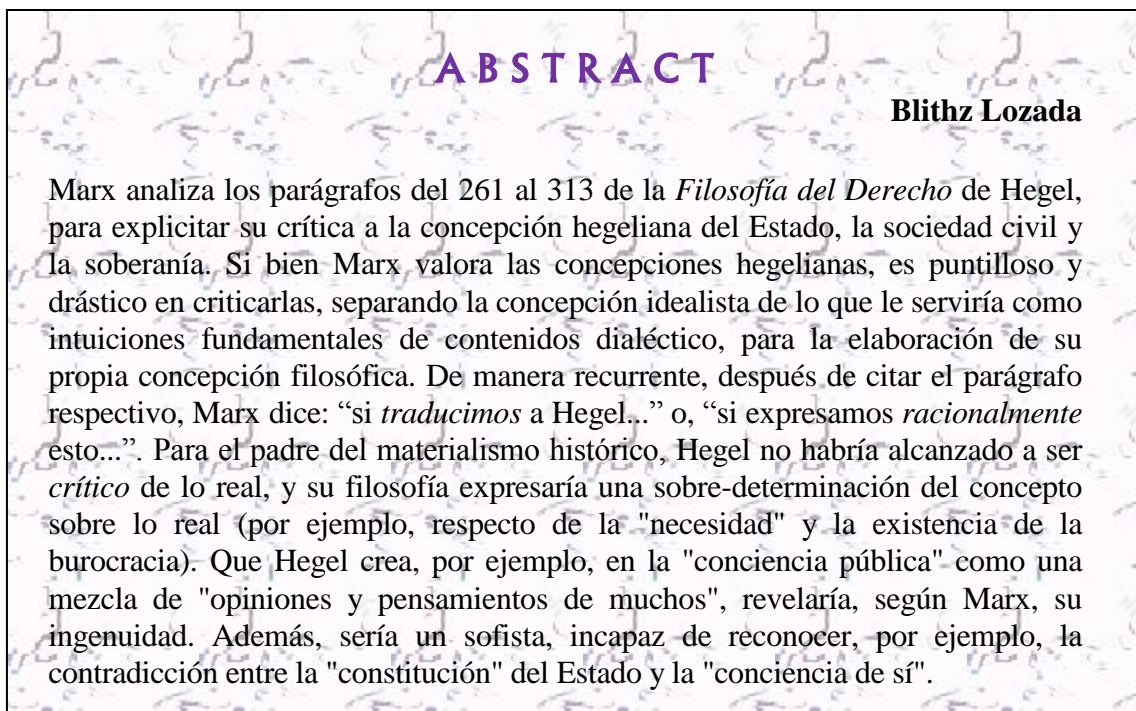 ABSTRACT
Blithz Lozada
Marx analiza los parágrafos del 261 al 313 de la Filosofía del Derecho de Hegel,
para explicitar su crítica a la concepción hegeliana del Estado, la sociedad civil y
la soberanía. Si bien Marx valora las concepciones hegelianas, es puntilloso y
drástico en criticarlas, separando la concepción idealista de lo que le serviría como
intuiciones fundamentales de contenidos dialéctico, para la elaboración de su
propia concepción filosófica. De manera recurrente, después de citar el parágrafo
respectivo, Marx dice: “si traducimos a Hegel...” o, “si expresamos racionalmente
esto...”. Para el padre del materialismo histórico, Hegel no habría alcanzado a ser
crítico de lo real, y su filosofía expresaría una sobre-determinación del concepto
sobre lo real (por ejemplo, respecto de la "necesidad" y la existencia de la
burocracia). Que Hegel crea, por ejemplo, en la "conciencia pública" como una
mezcla de "opiniones y pensamientos de muchos", revelaría, según Marx, su
ingenuidad. Además, sería un sofista, incapaz de reconocer, por ejemplo, la
contradicción entre la "constitución" del Estado y la "conciencia de sí".